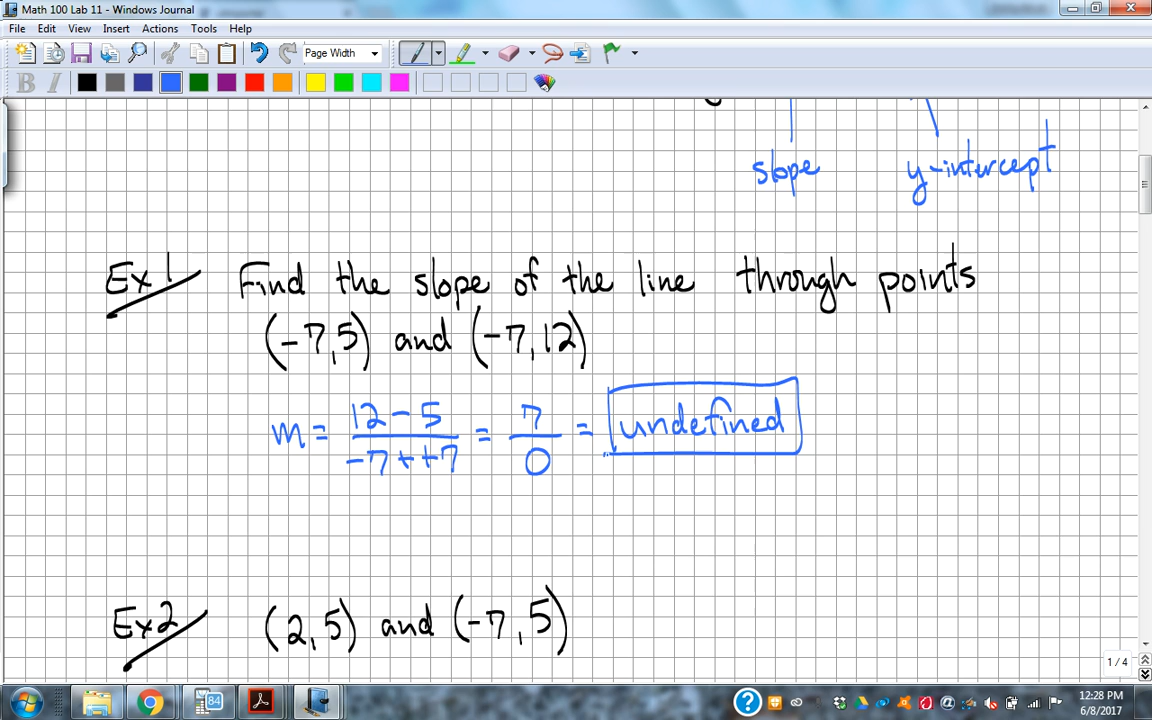 Math 100 Lab 11 - Windows Journal
File Edit View Insert Actions Tools Help
Page Width
B I
slope y-intercept
Ex 1 Find the slope of the line through points
(-7,5) and (-7,12)
m = 12 - 5 / -7 + +7 = 7 / 0 = undefined
Ex2 (2,5) and (-7,5)
1 / 4
84
12:28 PM
6/8/2017